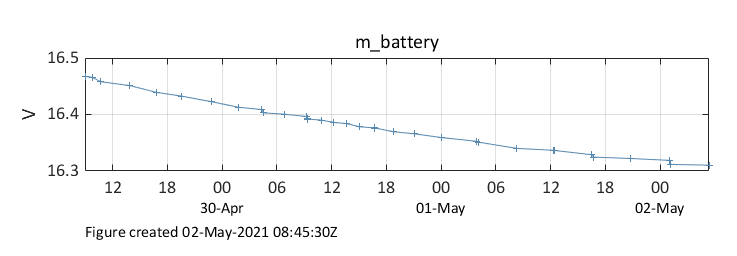 m_battery
16.5
16.4
16.3
V
12 18 00 06 12 18 00 06 12 18 00
30-Apr 01-May 02-May
Figure created 02-May-2021 08:45:30Z